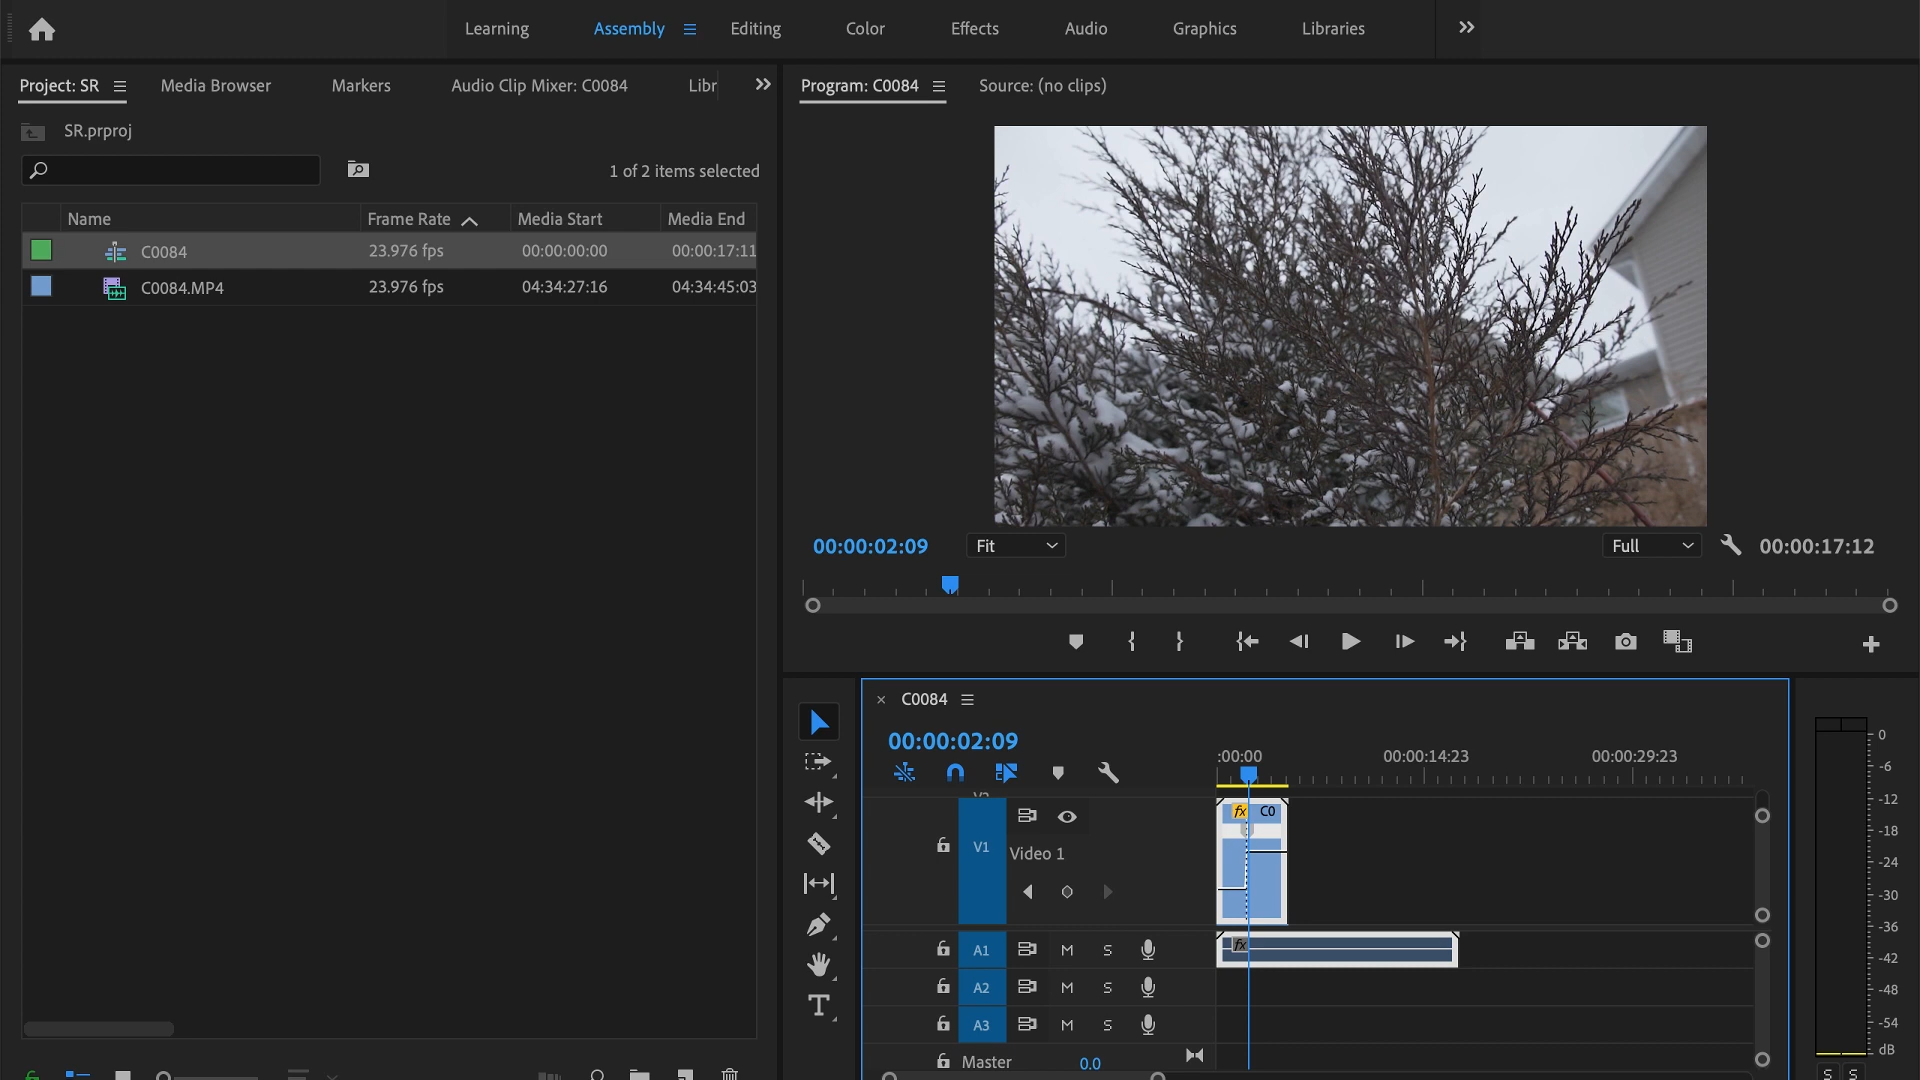 Learning Assembly Editing Color Effects Audio Graphics Libraries
Project: SR Media Browser Markers Audio Clip Mixer: C0084 Libr
Program: C0084 Source: (no clips)
SR.prproj
1 of 2 items selected
Name Frame Rate Media Start Media End
C0084 23.976 fps 00:00:00:00 00:00:17:11
C0084.MP4 23.976 fps 04:34:27:16 04:34:45:03
00:00:02:09 Fit Full 00:00:17:12
C0084
00:00:02:09
:00:00 00:00:14:23 00:00:29:23
fx C0
V1 Video 1
A1 M S fx
A2 M S
A3 M S
Master 0.0
0
-6
-12
-18
-24
-30
-36
-42
-48
-54
dB
S S